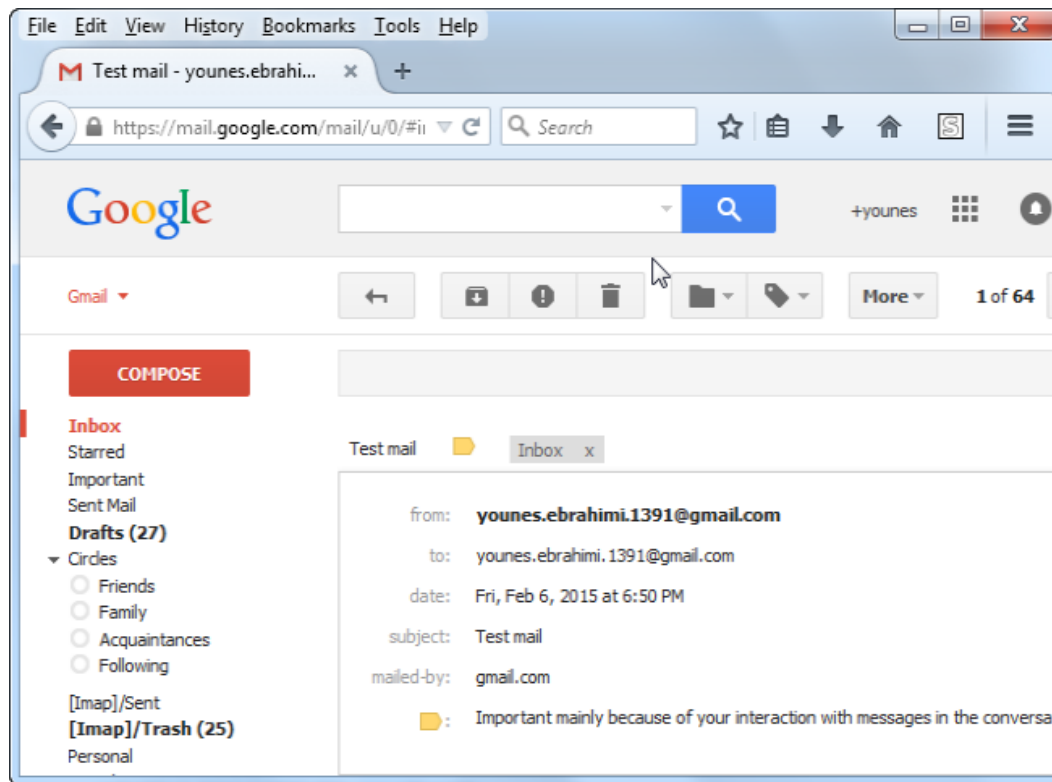 File Edit View History Bookmarks Tools Help
Test mail - younes.ebrahi... × +
https://mail.google.com/mail/u/0/#in Search S
Google
+younes
Gmail
More 1 of 64
COMPOSE
Inbox
Starred
Important
Sent Mail
Drafts (27)
Circles
Friends
Family
Acquaintances
Following
[Imap]/Sent
[Imap]/Trash (25)
Personal
Test mail Inbox x
from: younes.ebrahimi.1391@gmail.com
to: younes.ebrahimi.1391@gmail.com
date: Fri, Feb 6, 2015 at 6:50 PM
subject: Test mail
mailed-by: gmail.com
: Important mainly because of your interaction with messages in the conversa